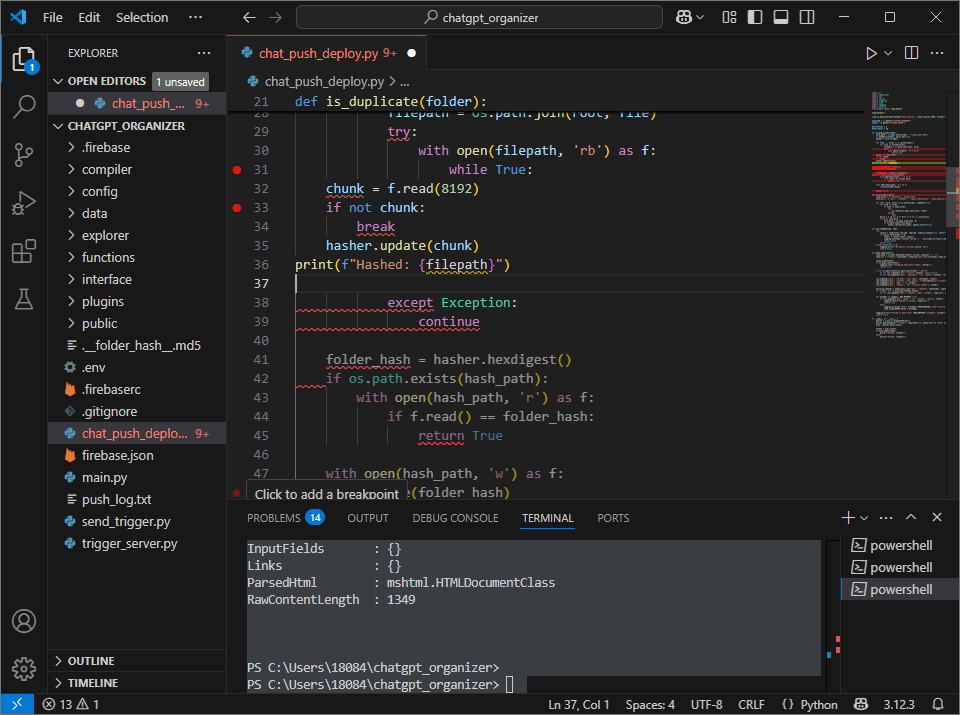 File Edit Selection ··· chatgpt_organizer
EXPLORER ···
OPEN EDITORS 1 unsaved
chat_push_... 9+
CHATGPT_ORGANIZER
.firebase
compiler
config
data
explorer
functions
interface
plugins
public
.__folder_hash__.md5
.env
.firebaserc
.gitignore
chat_push_deplo... 9+
firebase.json
main.py
push_log.txt
send_trigger.py
trigger_server.py
OUTLINE
TIMELINE
1
chat_push_deploy.py 9+
chat_push_deploy.py > ...
21 def is_duplicate(folder):
28 filepath = os.path.join(root, file)
29 try:
30 with open(filepath, 'rb') as f:
31 while True:
32 chunk = f.read(8192)
33 if not chunk:
34 break
35 hasher.update(chunk)
36 print(f"Hashed: {filepath}")
37
38 except Exception:
39 continue
40
41 folder_hash = hasher.hexdigest()
42 if os.path.exists(hash_path):
43 with open(hash_path, 'r') as f:
44 if f.read() == folder_hash:
45 return True
46
47 with open(hash_path, 'w') as f:
Click to add a breakpoint (folder_hash)
PROBLEMS 14 OUTPUT DEBUG CONSOLE TERMINAL PORTS
InputFields : {}
Links : {}
ParsedHtml : mshtml.HTMLDocumentClass
RawContentLength : 1349
PS C:\Users\18084\chatgpt_organizer>
PS C:\Users\18084\chatgpt_organizer>
powershell
powershell
powershell
13 1 Ln 37, Col 1 Spaces: 4 UTF-8 CRLF {} Python 3.12.3